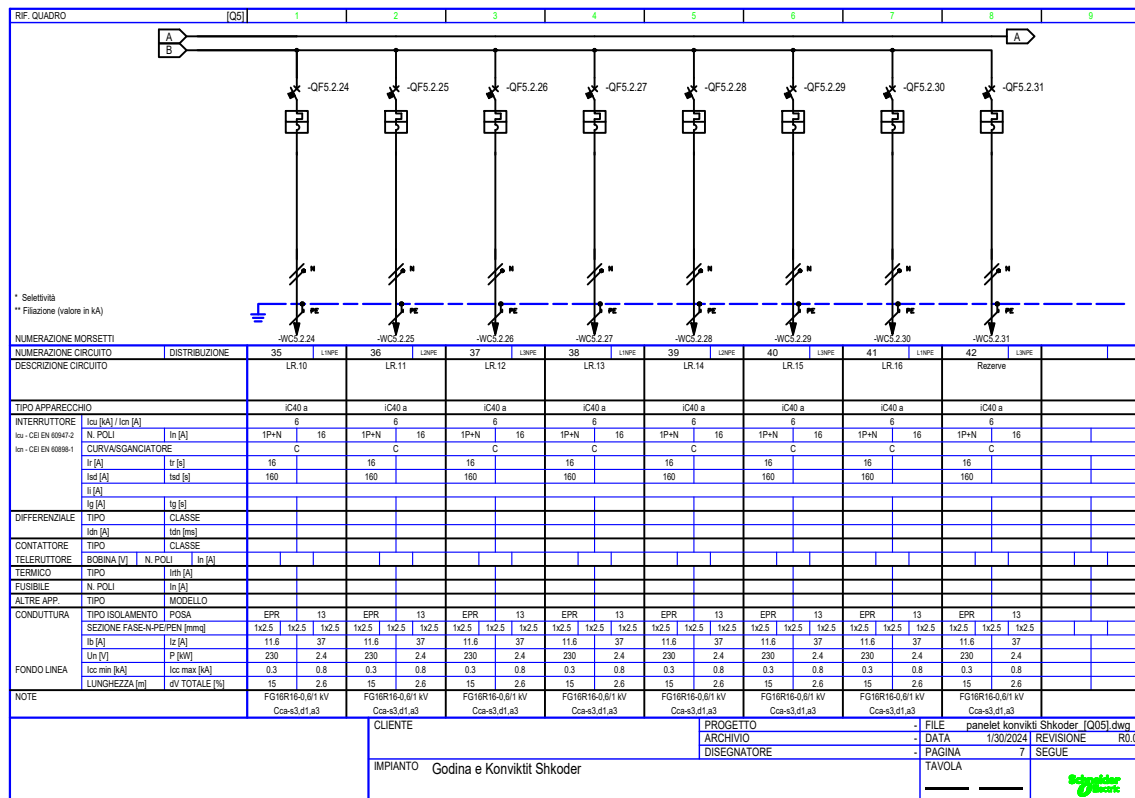 RIF. QUADRO [Q5] 1 2 3 4 5 6 7 8 9
A A
B
-QF5.2.24 -QF5.2.25 -QF5.2.26 -QF5.2.27 -QF5.2.28 -QF5.2.29 -QF5.2.30 -QF5.2.31
N N N N N N N N
* Selettività
** Filiazione (valore in kA)
PE PE PE PE PE PE PE PE
NUMERAZIONE MORSETTI -WC5.2.24 -WC5.2.25 -WC5.2.26 -WC5.2.27 -WC5.2.28 -WC5.2.29 -WC5.2.30 -WC5.2.31
NUMERAZIONE CIRCUITO DISTRIBUZIONE 35 L1NPE 36 L2NPE 37 L3NPE 38 L1NPE 39 L2NPE 40 L3NPE 41 L1NPE 42 L3NPE
DESCRIZIONE CIRCUITO LR.10 LR.11 LR.12 LR.13 LR.14 LR.15 LR.16 Rezerve
TIPO APPARECCHIO iC40 a iC40 a iC40 a iC40 a iC40 a iC40 a iC40 a iC40 a
INTERRUTTORE Icu [kA] / Icn [A] 6 6 6 6 6 6 6 6
Icu - CEI EN 60947-2 N. POLI In [A] 1P+N 16 1P+N 16 1P+N 16 1P+N 16 1P+N 16 1P+N 16 1P+N 16 1P+N 16
Icn - CEI EN 60898-1 CURVA/SGANCIATORE C C C C C C C C
Ir [A] tr [s] 16 16 16 16 16 16 16 16
Isd [A] tsd [s] 160 160 160 160 160 160 160 160
Ii [A]
Ig [A] tg [s]
DIFFERENZIALE TIPO CLASSE
Idn [A] tdn [ms]
CONTATTORE TIPO CLASSE
TELERUTTORE BOBINA [V] N. POLI In [A]
TERMICO TIPO Irth [A]
FUSIBILE N. POLI In [A]
ALTRE APP. TIPO MODELLO
CONDUTTURA TIPO ISOLAMENTO POSA EPR 13 EPR 13 EPR 13 EPR 13 EPR 13 EPR 13 EPR 13 EPR 13
SEZIONE FASE-N-PE/PEN [mmq] 1x2.5 1x2.5 1x2.5 1x2.5 1x2.5 1x2.5 1x2.5 1x2.5 1x2.5 1x2.5 1x2.5 1x2.5 1x2.5 1x2.5 1x2.5 1x2.5 1x2.5 1x2.5 1x2.5 1x2.5 1x2.5 1x2.5 1x2.5 1x2.5
Ib [A] Iz [A] 11.6 37 11.6 37 11.6 37 11.6 37 11.6 37 11.6 37 11.6 37 11.6 37
Un [V] P [kW] 230 2.4 230 2.4 230 2.4 230 2.4 230 2.4 230 2.4 230 2.4 230 2.4
FONDO LINEA Icc min [kA] Icc max [kA] 0.3 0.8 0.3 0.8 0.3 0.8 0.3 0.8 0.3 0.8 0.3 0.8 0.3 0.8 0.3 0.8
LUNGHEZZA [m] dV TOTALE [%] 15 2.6 15 2.6 15 2.6 15 2.6 15 2.6 15 2.6 15 2.6 15 2.6
NOTE FG16R16-0,6/1 kV FG16R16-0,6/1 kV FG16R16-0,6/1 kV FG16R16-0,6/1 kV FG16R16-0,6/1 kV FG16R16-0,6/1 kV FG16R16-0,6/1 kV FG16R16-0,6/1 kV
Cca-s3,d1,a3 Cca-s3,d1,a3 Cca-s3,d1,a3 Cca-s3,d1,a3 Cca-s3,d1,a3 Cca-s3,d1,a3 Cca-s3,d1,a3 Cca-s3,d1,a3
CLIENTE PROGETTO - FILE panelet konvikti Shkoder_[Q05].dwg
ARCHIVIO - DATA 1/30/2024 REVISIONE R0.0
DISEGNATORE - PAGINA 7 SEGUE
IMPIANTO Godina e Konviktit Shkoder TAVOLA
Schneider Electric